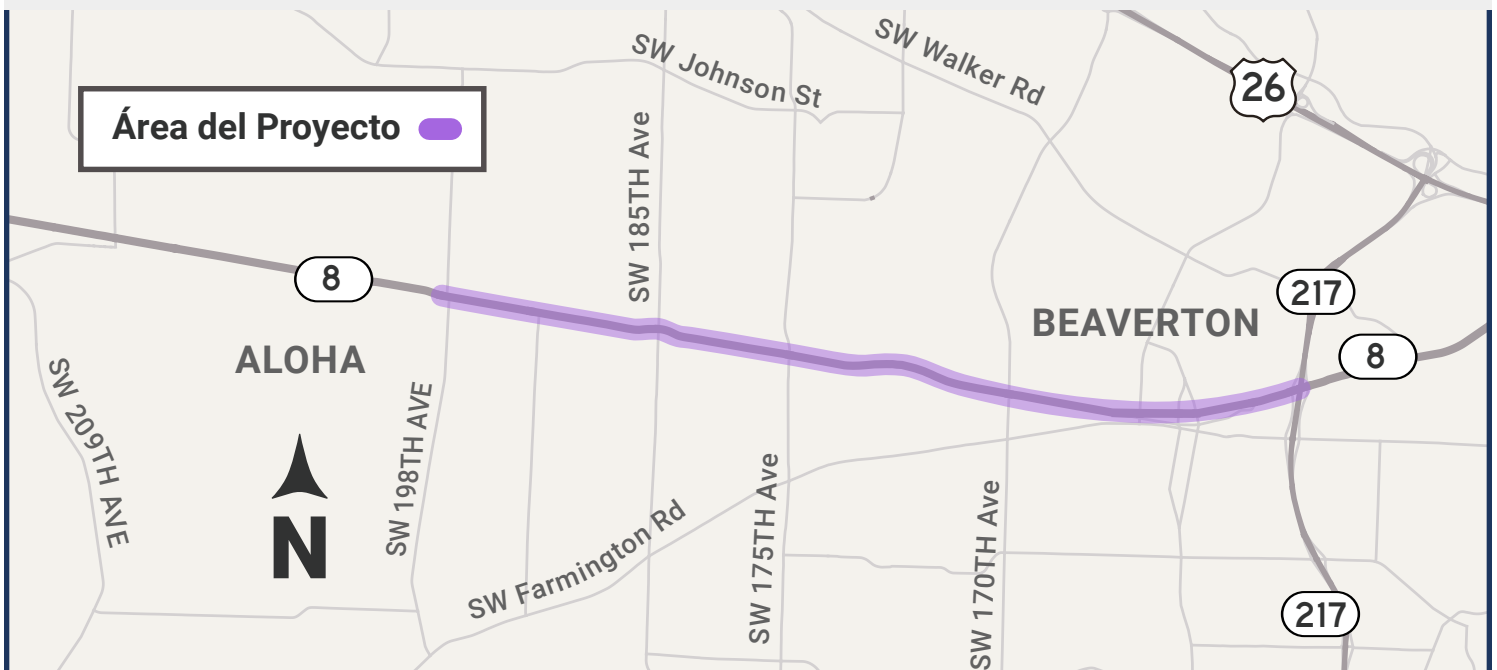 SW Johnson St
SW Walker Rd
26
Área del Proyecto
SW 185TH Ave
8
217
BEAVERTON
8
ALOHA
SW 209TH AVE
SW 198TH AVE
N
SW Farmington Rd
SW 175TH Ave
SW 170TH Ave
217